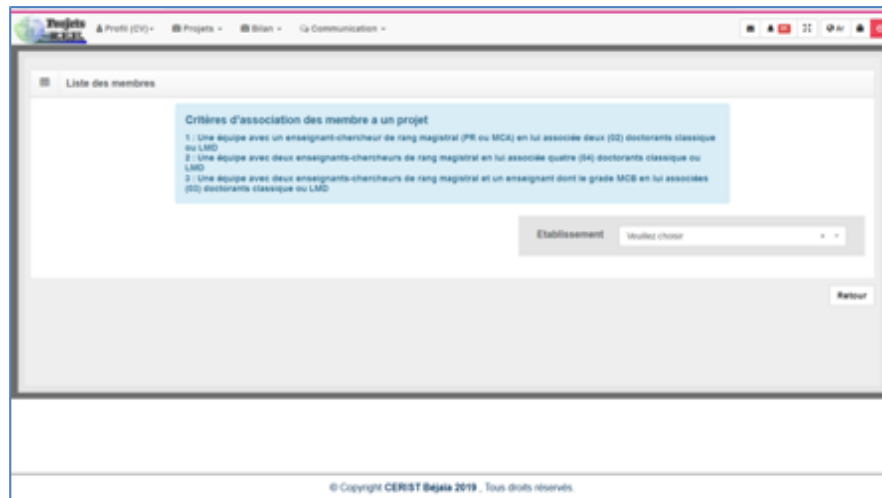 Projets
R.F.U.
Profil (CV)
Projets
Bilan
Communication
Ar
Liste des membres
Critères d'association des membre a un projet
1 : Une équipe avec un enseignant-chercheur de rang magistral (PR ou MCA) en lui associée deux (02) doctorants classique
ou LMD
2 : Une équipe avec deux enseignants-chercheurs de rang magistral en lui associée quatre (04) doctorants classique ou
LMD
3 : Une équipe avec deux enseignants-chercheurs de rang magistral et un enseignant dont le grade MCB en lui associées
(03) doctorants classique ou LMD
Etablissement
Veuillez choisir
Retour
© Copyright CERIST Bejaia 2019 , Tous droits réservés.